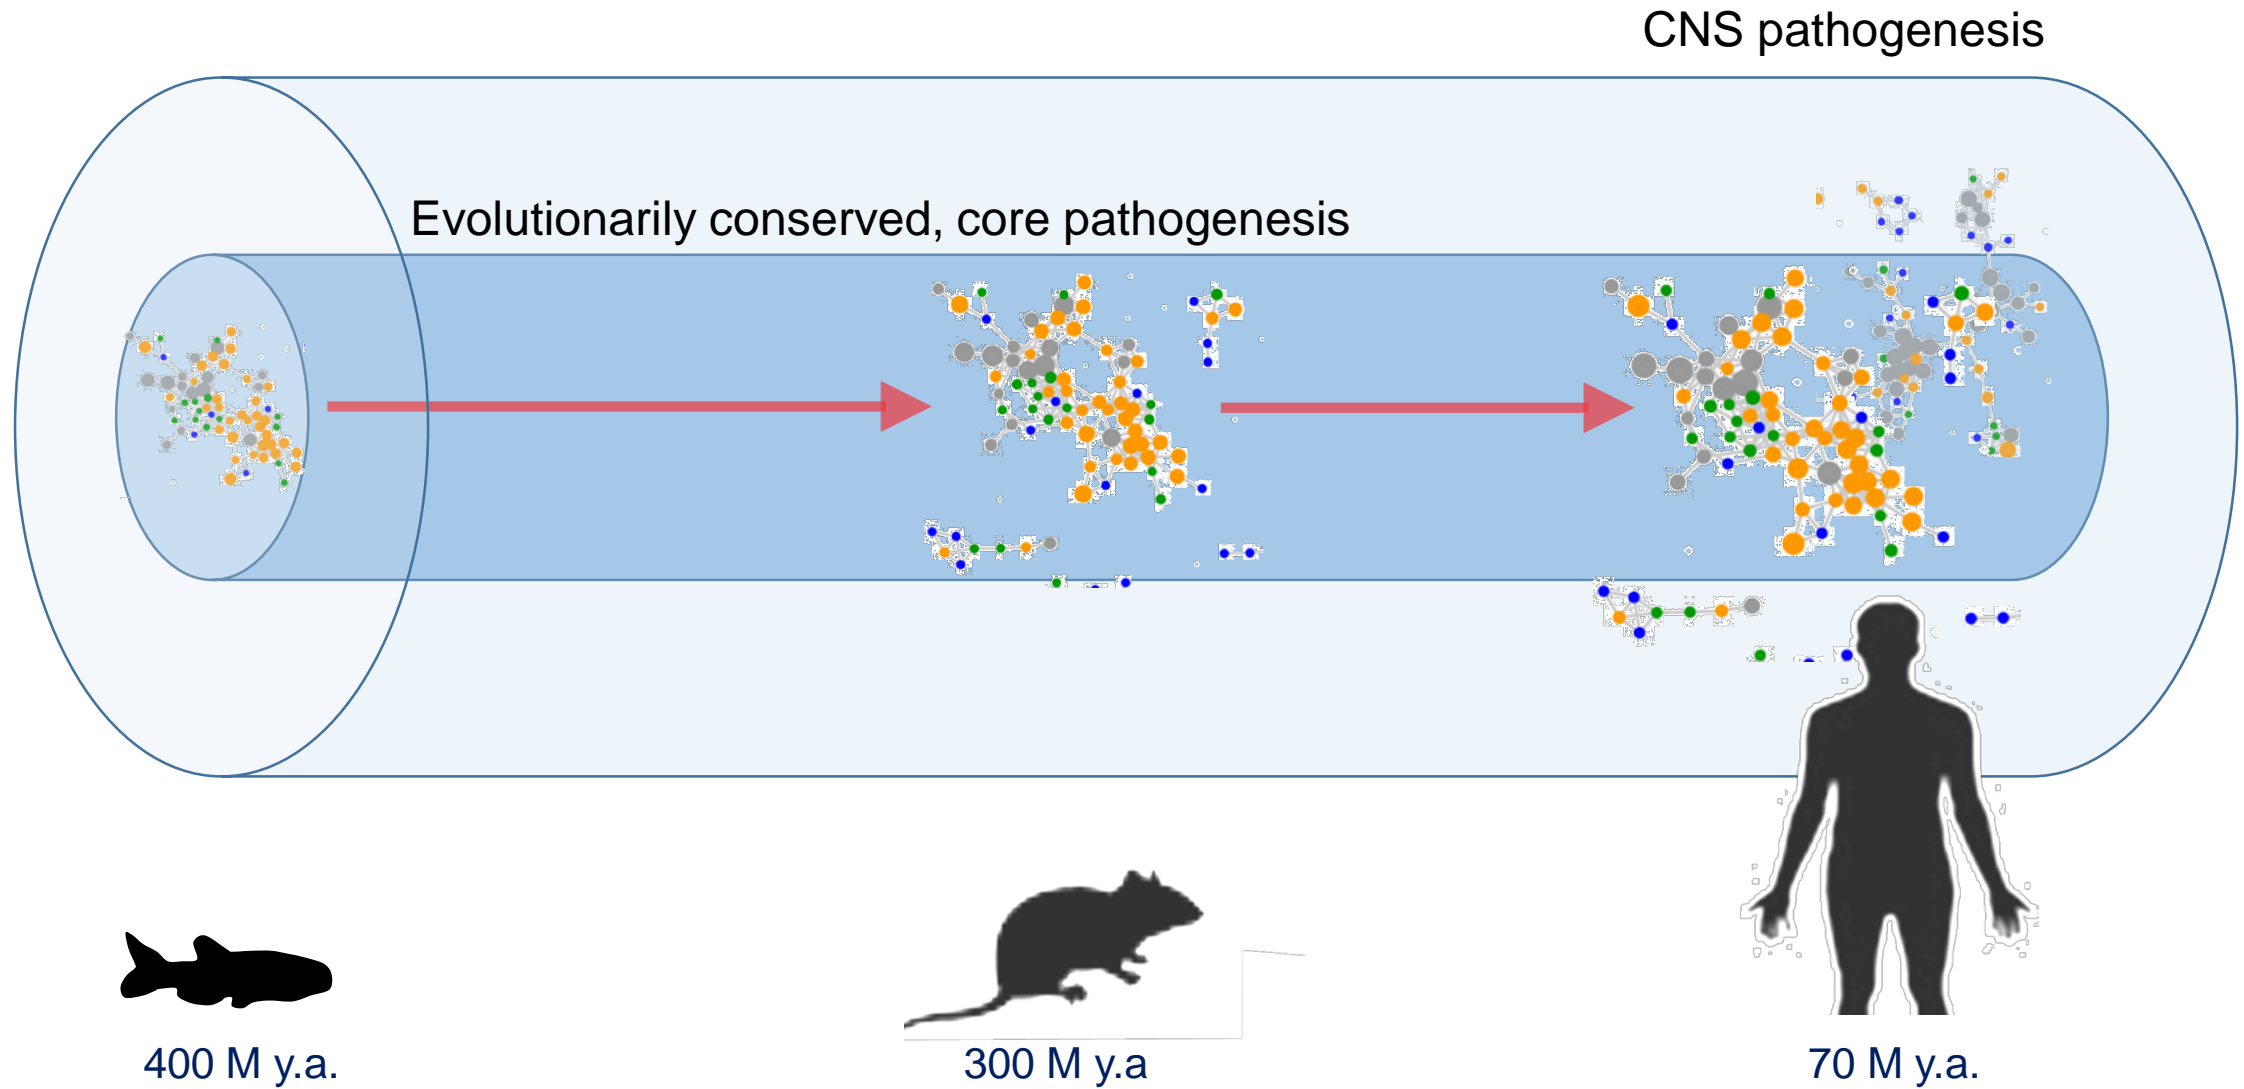 CNS pathogenesis
Evolutionarily conserved, core pathogenesis
400 M y.a.
300 M y.a
70 M y.a.